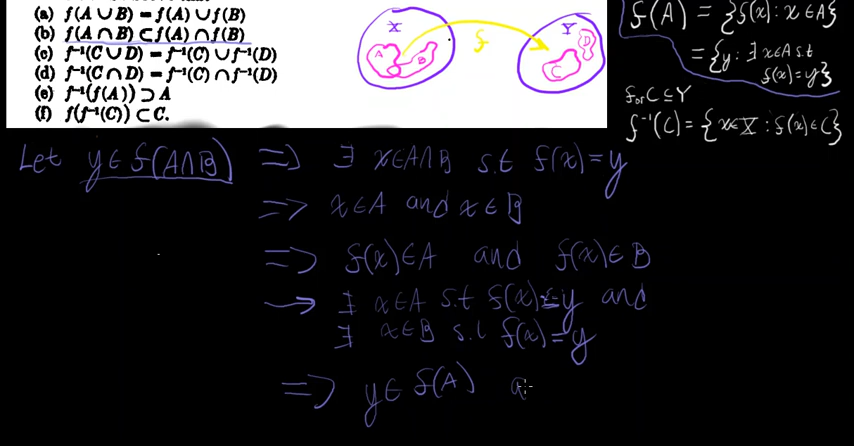 (a) f(A ∪ B) = f(A) ∪ f(B)
(b) f(A ∩ B) ⊂ f(A) ∩ f(B)
(c) f⁻¹(C ∪ D) = f⁻¹(C) ∪ f⁻¹(D)
(d) f⁻¹(C ∩ D) = f⁻¹(C) ∩ f⁻¹(D)
(e) f⁻¹(f(A)) ⊃ A
(f) f(f⁻¹(C)) ⊂ C.
X
A
B
f
Y
D
C
f(A) = {f(x) : x ∈ A}
= {y : ∃ x ∈ A s.t
f(x) = y}
for C ⊆ Y
f⁻¹(C) = {x ∈ X : f(x) ∈ C}
Let y ∈ f(A∩B) ⇒ ∃ x ∈ A∩B s.t f(x) = y
⇒ x ∈ A and x ∈ B
⇒ f(x) ∈ A and f(x) ∈ B
→ ∃ x ∈ A s.t f(x) = y and
∃ x ∈ B s.t f(x) = y
⇒ y ∈ f(A) a